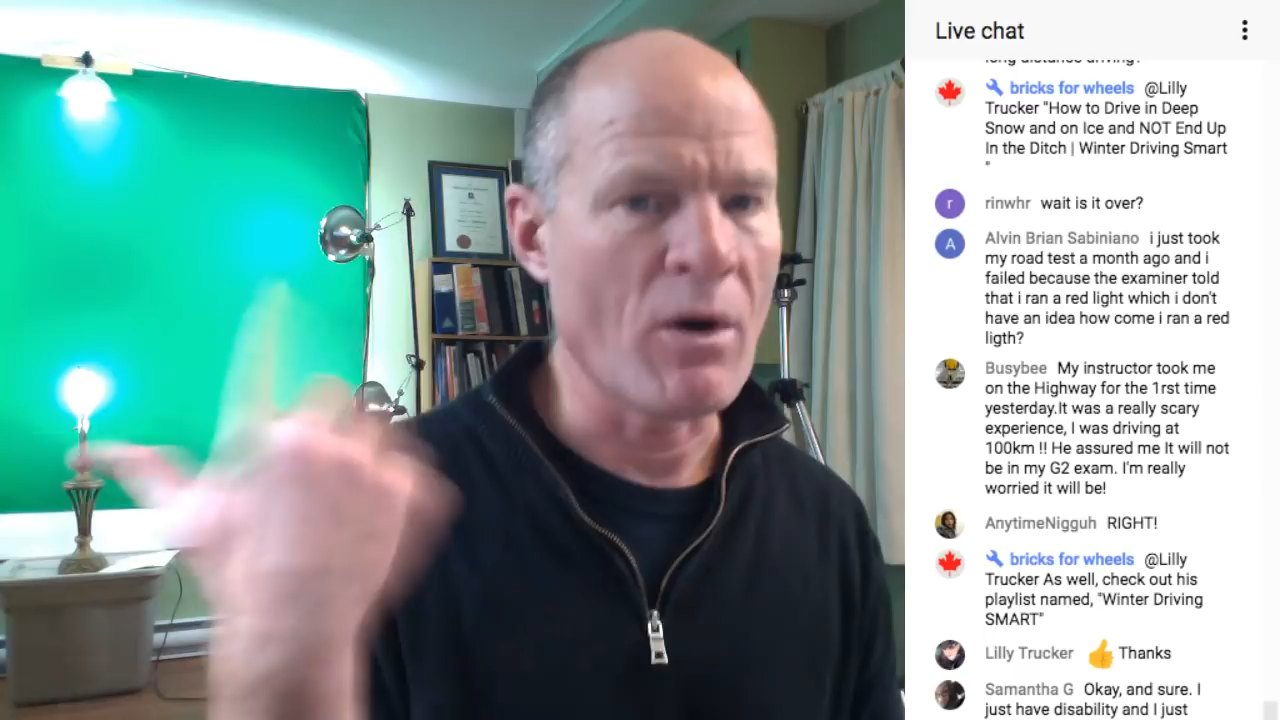 Live chat
long distance driving?
bricks for wheels @Lilly
Trucker "How to Drive in Deep
Snow and on Ice and NOT End Up
In the Ditch | Winter Driving Smart
"
r
rinwhr wait is it over?
A
Alvin Brian Sabiniano i just took
my road test a month ago and i
failed because the examiner told
that i ran a red light which i don't
have an idea how come i ran a red
ligth?
Busybee My instructor took me
on the Highway for the 1rst time
yesterday.It was a really scary
experience, I was driving at
100km !! He assured me It will not
be in my G2 exam. I'm really
worried it will be!
AnytimeNigguh RIGHT!
bricks for wheels @Lilly
Trucker As well, check out his
playlist named, "Winter Driving
SMART"
Lilly Trucker 👍 Thanks
Samantha G Okay, and sure. I
just have disability and I just